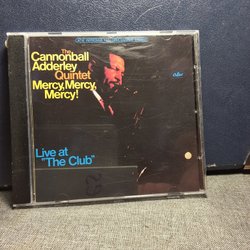 The
Cannonball
Adderley
Quintet
Mercy, Mercy,
Mercy!
Live at
"The Club"